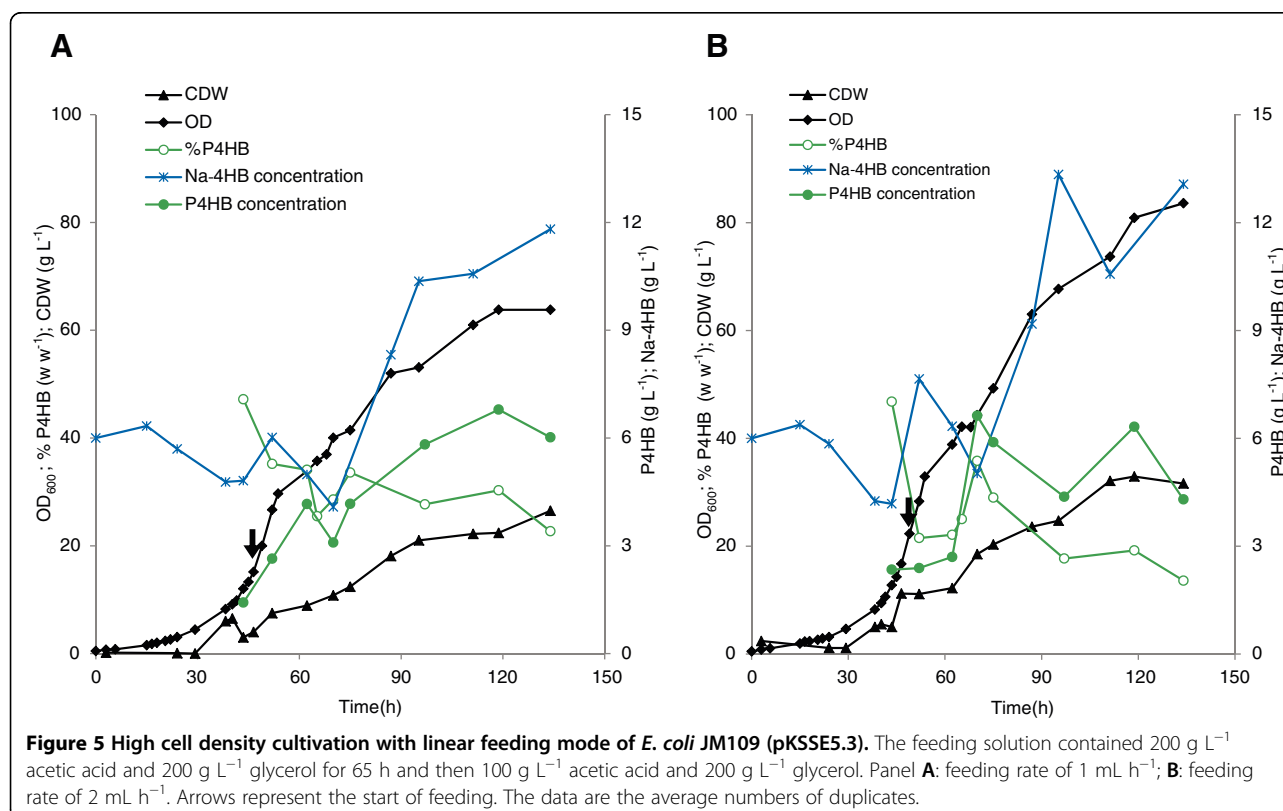 A
CDW
OD
%P4HB
Na-4HB concentration
P4HB concentration
100
80
60
40
20
0
15
12
9
6
3
0
0
30
60
90
120
150
OD600; % P4HB (w w⁻¹); CDW (g L⁻¹)
P4HB (g L⁻¹); Na-4HB (g L⁻¹)
Time(h)
B
CDW
OD
%P4HB
Na-4HB concentration
P4HB concentration
100
80
60
40
20
0
15
12
9
6
3
0
0
30
60
90
120
150
OD600; % P4HB (w w⁻¹); CDW (g L⁻¹)
P4HB (g L⁻¹); Na-4HB (g L⁻¹)
Time(h)
Figure 5 High cell density cultivation with linear feeding mode of E. coli JM109 (pKSSE5.3). The feeding solution contained 200 g L⁻¹
acetic acid and 200 g L⁻¹ glycerol for 65 h and then 100 g L⁻¹ acetic acid and 200 g L⁻¹ glycerol. Panel A: feeding rate of 1 mL h⁻¹; B: feeding
rate of 2 mL h⁻¹. Arrows represent the start of feeding. The data are the average numbers of duplicates.